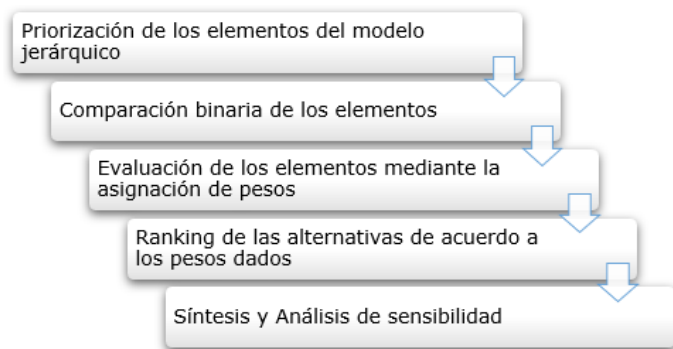 Priorización de los elementos del modelo
jerárquico
Comparación binaria de los elementos
Evaluación de los elementos mediante la
asignación de pesos
Ranking de las alternativas de acuerdo a
los pesos dados
Síntesis y Análisis de sensibilidad